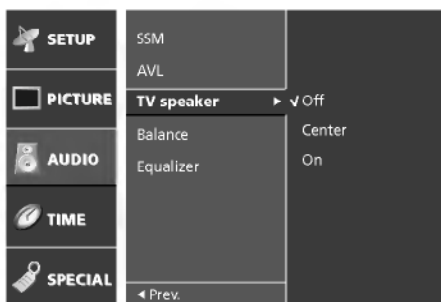 SETUP
PICTURE
AUDIO
TIME
SPECIAL
SSM
AVL
TV speaker ▶
Balance
Equalizer
◀ Prev.
√ Off
Center
On